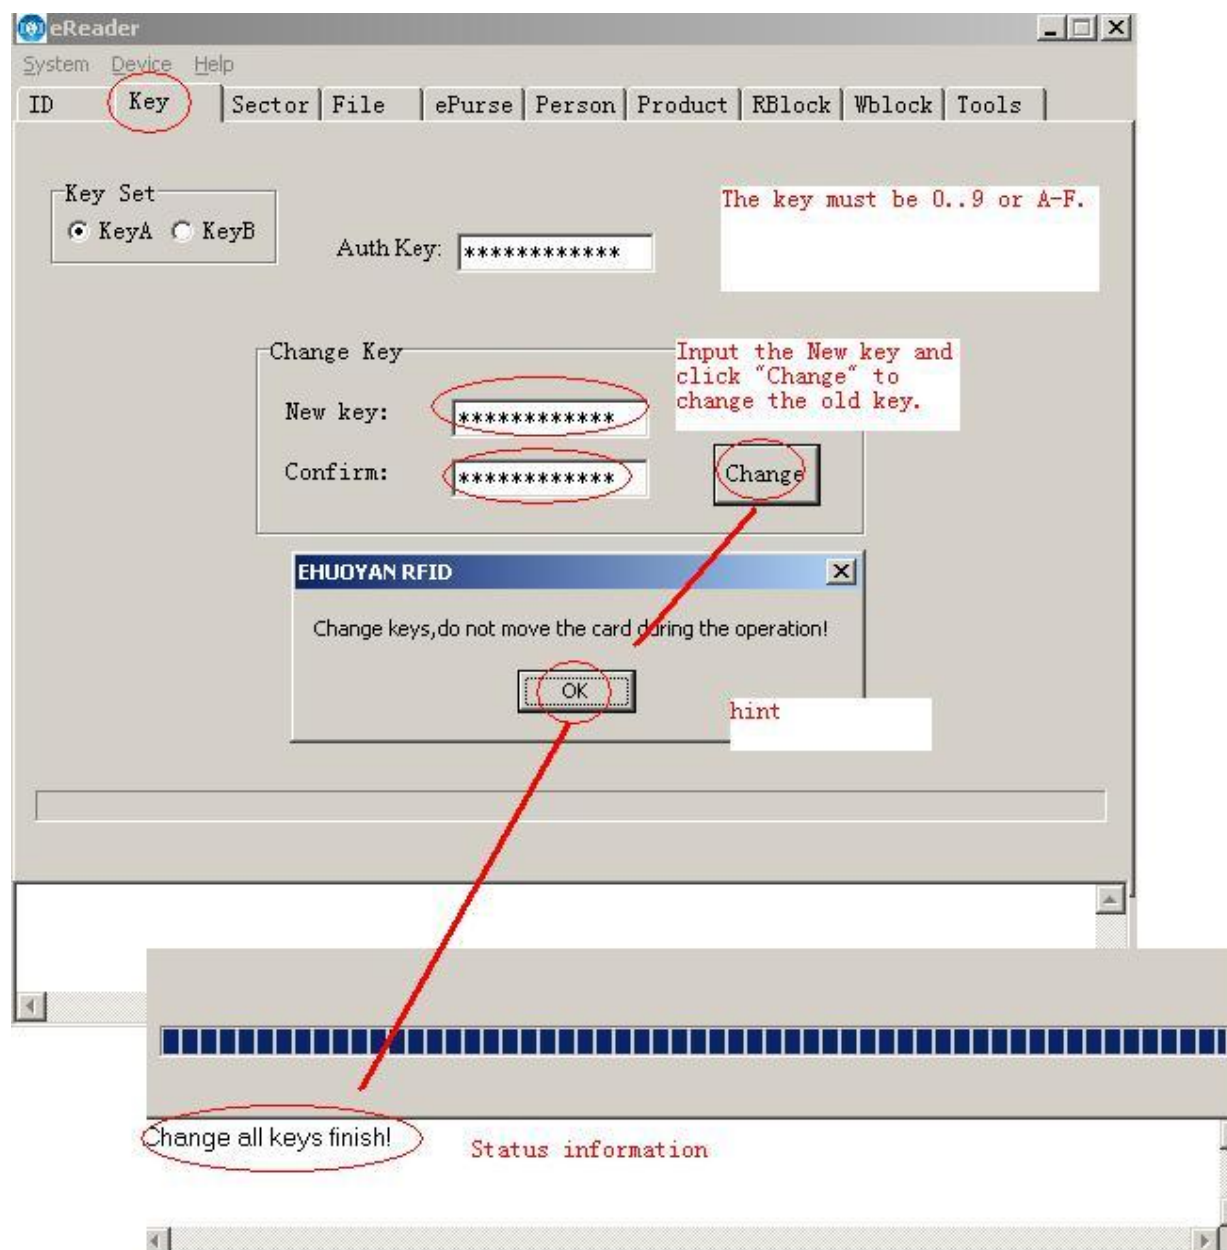 eReader
System Device Help
ID Key Sector File ePurse Person Product RBlock Wblock Tools
Key Set
KeyA KeyB
Auth Key: ************
The key must be 0..9 or A-F.
Change Key
Input the New key and
click "Change" to
change the old key.
New key: ************
Confirm: ************
Change
EHUOYAN RFID
Change keys,do not move the card during the operation!
OK
hint
Change all keys finish!
Status information